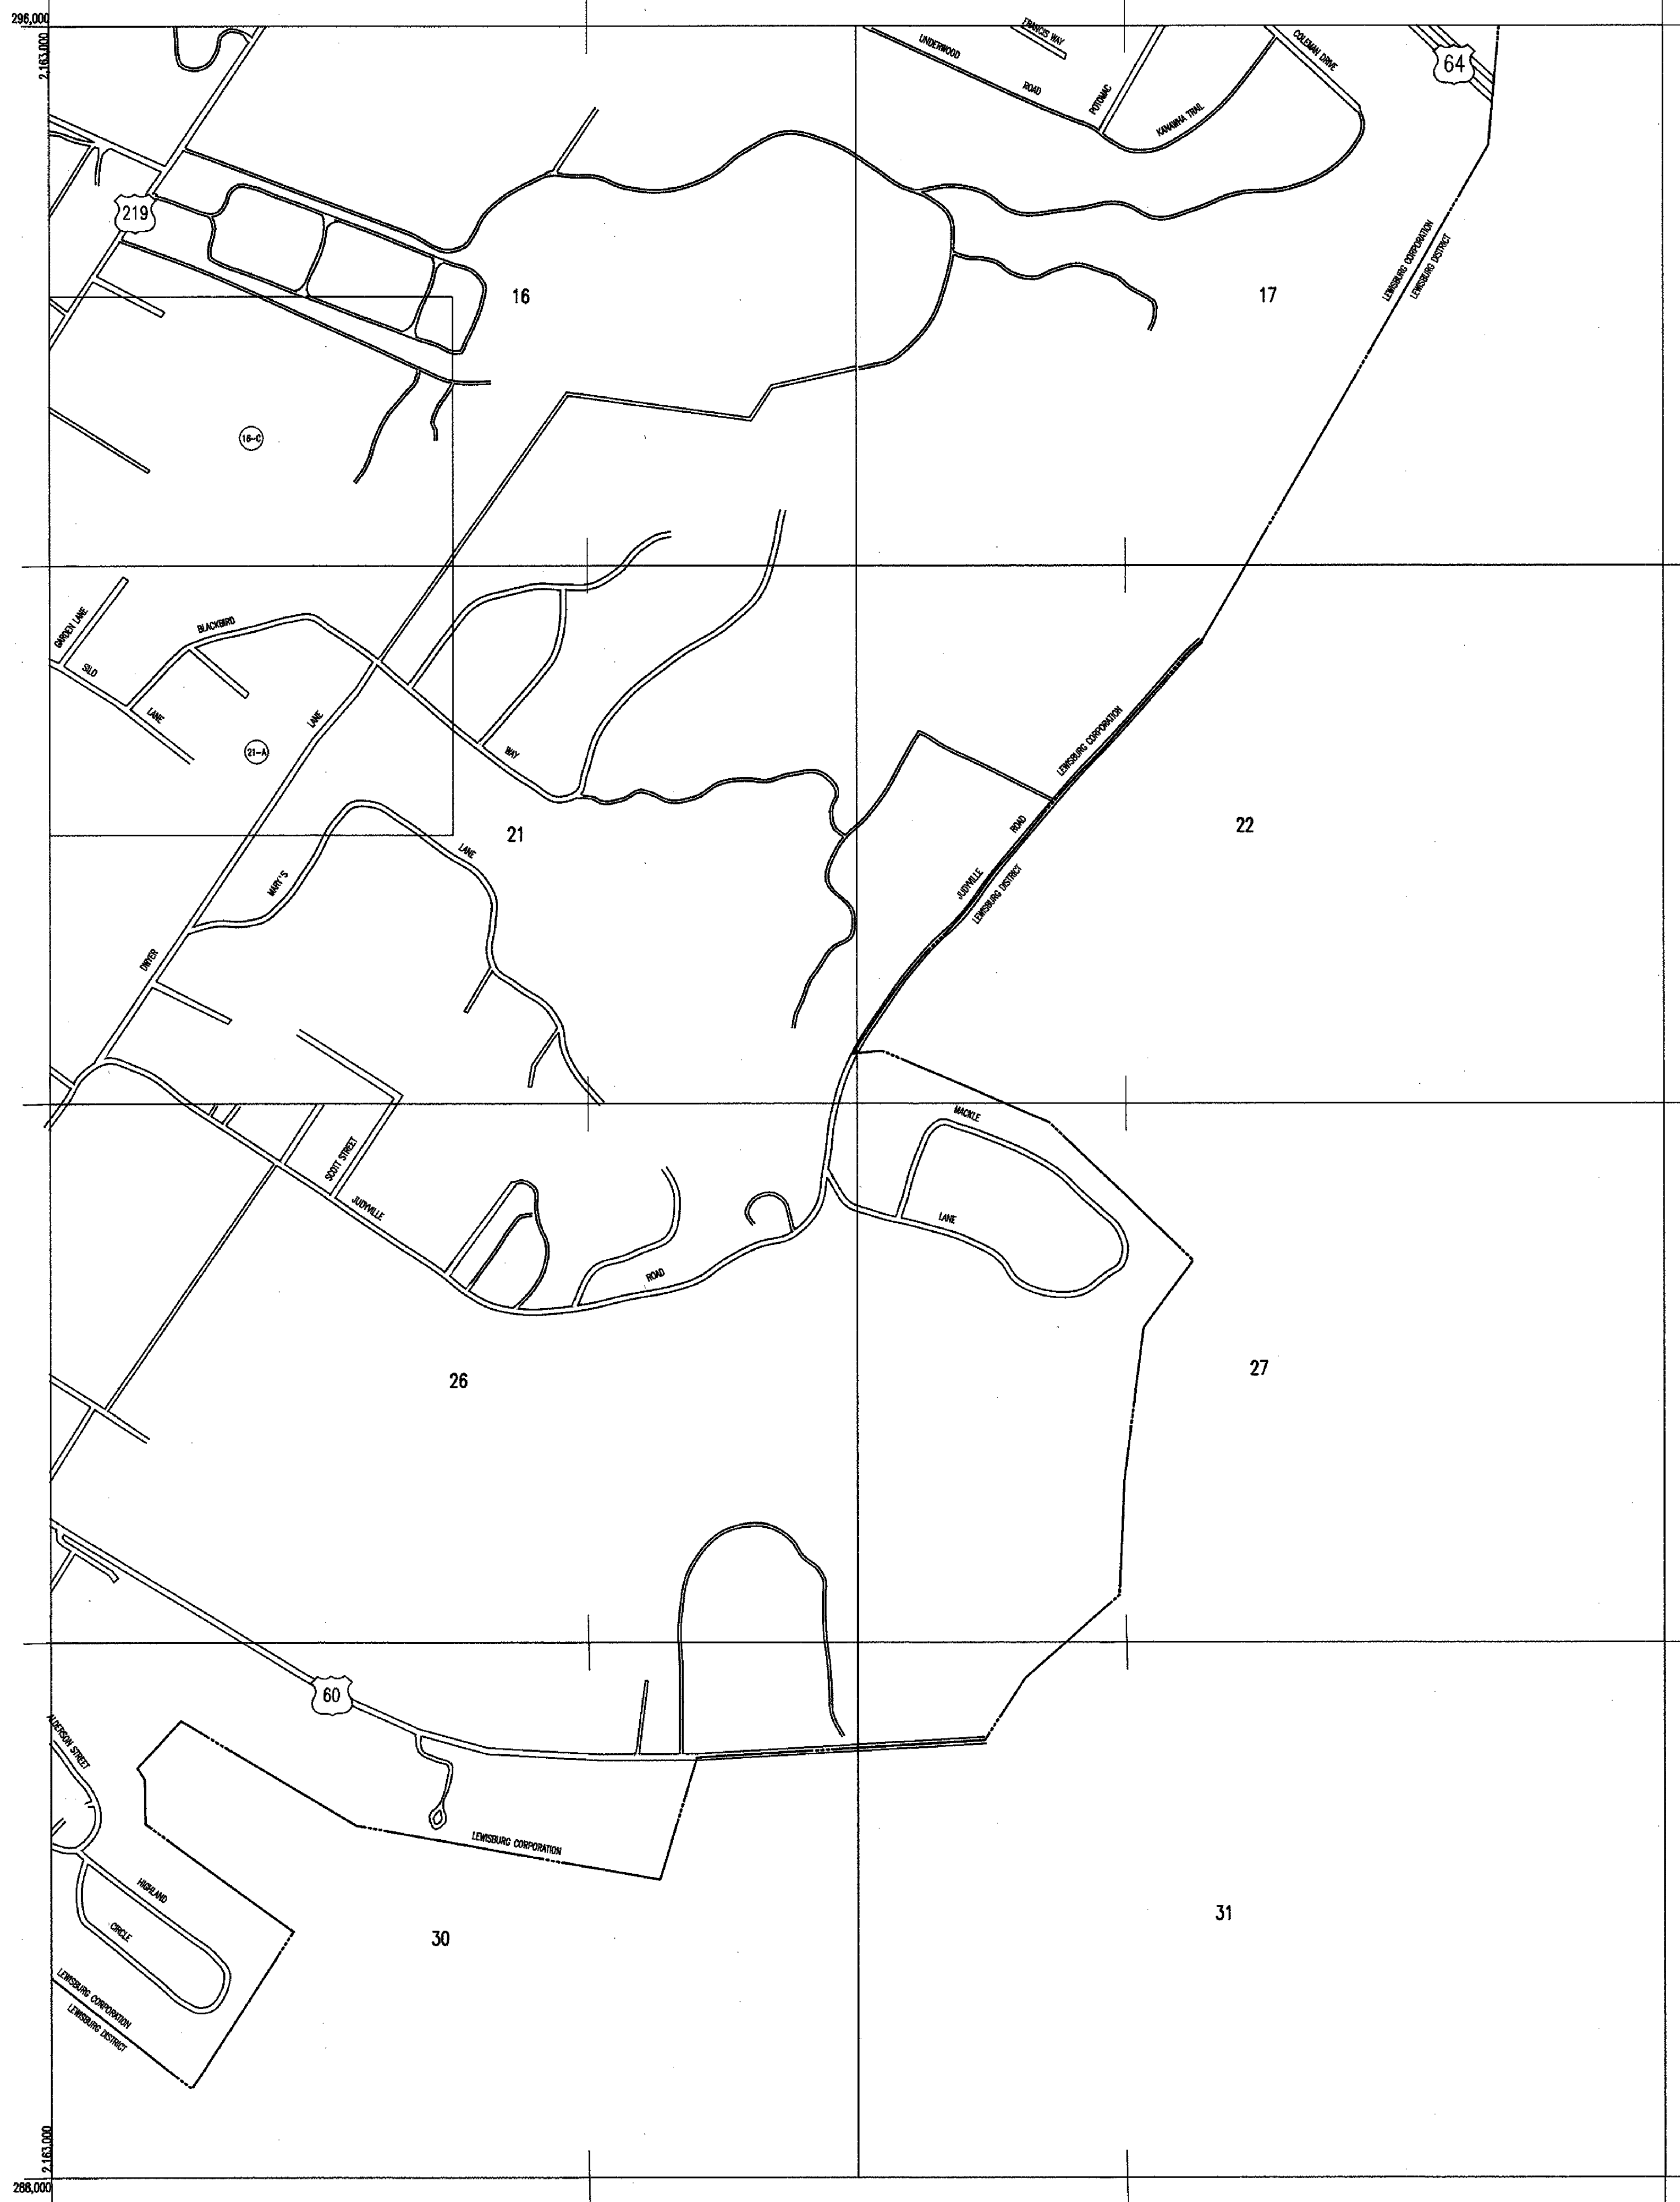 296,000
2,163,000
FRANCIS WAY
UNDERWOOD
ROAD
POTOMAC
KANAWHA TRAIL
COLEMAN DRIVE
64
219
16
17
LEWISBURG CORPORATION
LEWISBURG DISTRICT
16-C
GARDEN LANE
SILO
LANE
BLACKBIRD
LANE
WAY
21-A
21
22
LEWISBURG CORPORATION
JUDYVILLE
ROAD
LEWISBURG DISTRICT
MARY'S
LANE
DWYER
SCOTT STREET
JUDYVILLE
ROAD
MACKLE
LANE
26
27
60
ALDERSON STREET
LEWISBURG CORPORATION
HIGHLAND
CIRCLE
30
31
LEWISBURG CORPORATION
LEWISBURG DISTRICT
2,163,000
288,000